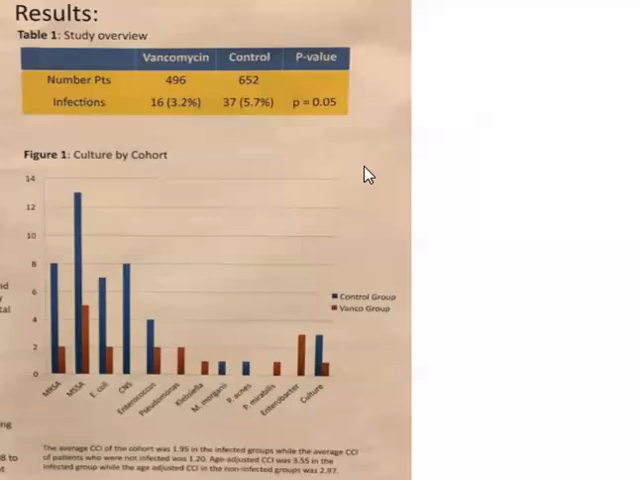 Results:
Table 1: Study overview
Vancomycin Control P-value
Number Pts 496 652
Infections 16 (3.2%) 37 (5.7%) p = 0.05
Figure 1: Culture by Cohort
14
12
10
8
6
4
2
0
Control Group
Vanco Group
MRSA MSSA E. coli CNS Enterococcus Pseudomonas Klebsiella M. morganii P. acnes P. mirabilis Enterobacter Culture
The average CCI of the cohort was 1.95 in the infected groups while the average CCI
of patients who were not infected was 1.20. Age-adjusted CCI was 3.55 in the
infected group while the age adjusted CCI in the non-infected groups was 2.97.